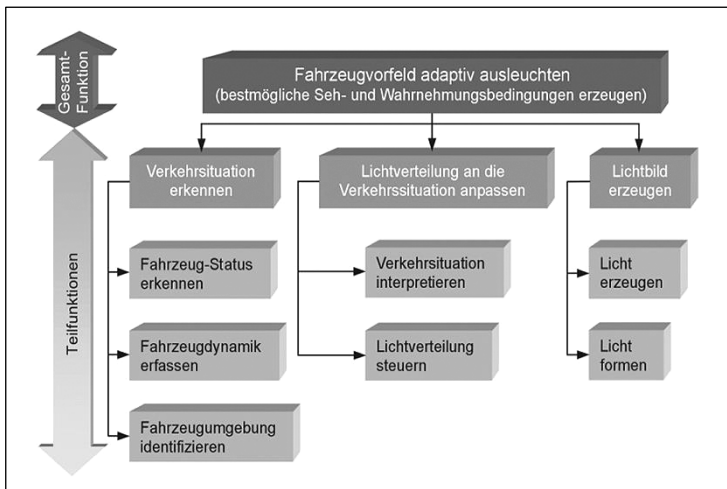 Gesamt-
Funktion
Fahrzeugvorfeld adaptiv ausleuchten
(bestmögliche Seh- und Wahrnehmungsbedingungen erzeugen)
Teilfunktionen
Verkehrsituation
erkennen
Fahrzeug-Status
erkennen
Fahrzeugdynamik
erfassen
Fahrzeugumgebung
identifizieren
Lichtverteilung an die
Verkehrssituation anpassen
Verkehrsituation
interpretieren
Lichtverteilung
steuern
Lichtbild
erzeugen
Licht
erzeugen
Licht
formen